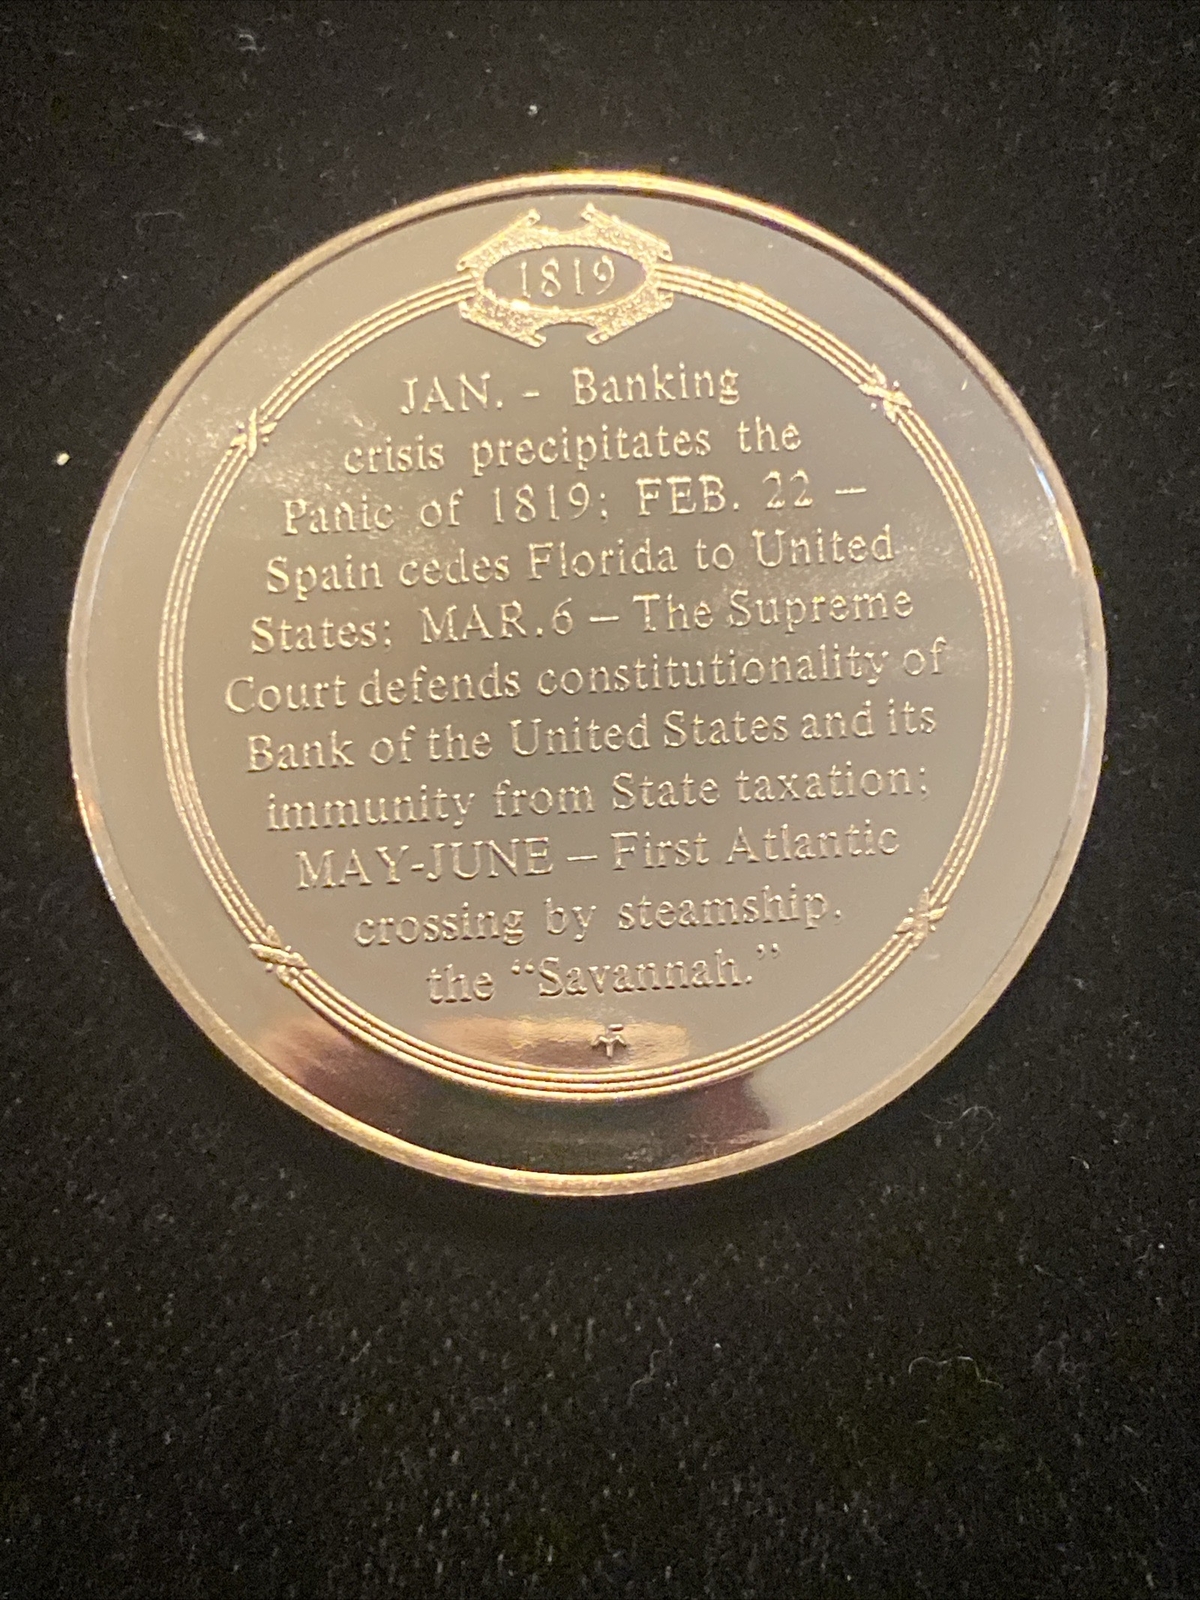 1819
JAN. - Banking
crisis precipitates the
Panic of 1819; FEB. 22 —
Spain cedes Florida to United
States; MAR.6 — The Supreme
Court defends constitutionality of
Bank of the United States and its
immunity from State taxation;
MAY-JUNE — First Atlantic
crossing by steamship,
the “Savannah.”